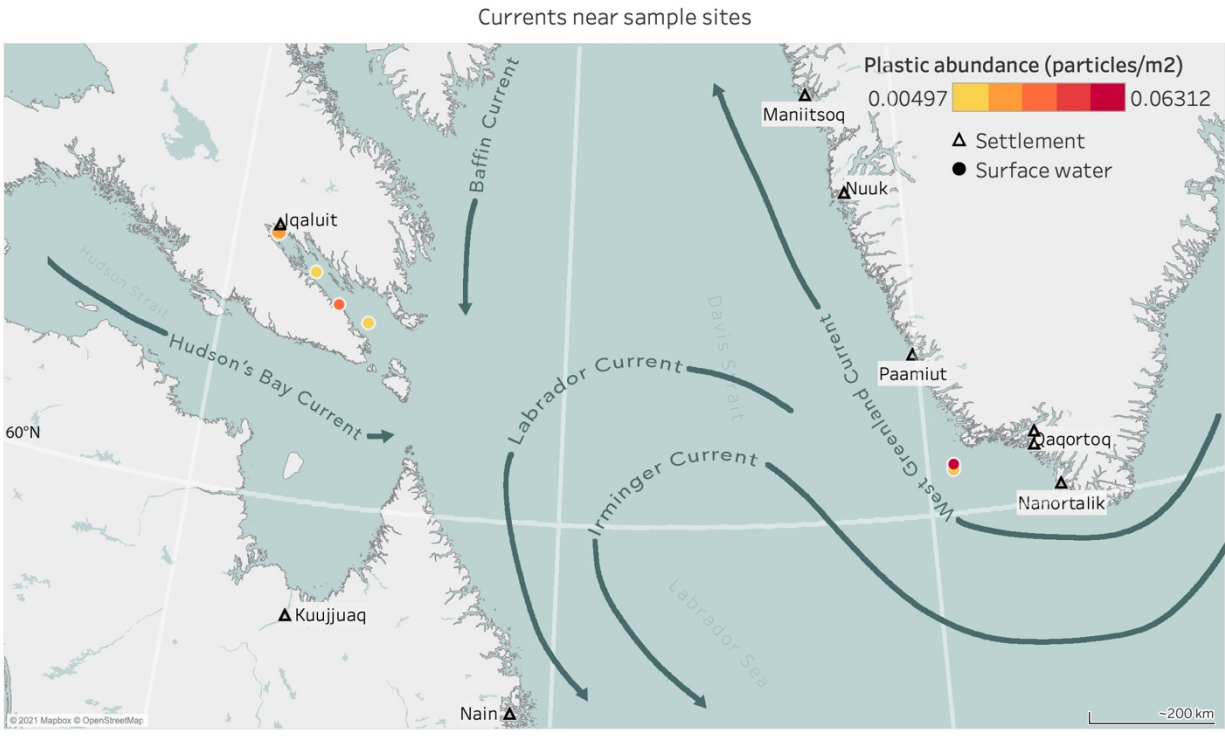 Currents near sample sites
Plastic abundance (particles/m2)
0.00497
0.06312
Settlement
Surface water
Baffin Current
Maniitsoq
Nuuk
Iqaluit
Hudson Strait
Hudson's Bay Current
Davis Strait
Labrador Current
West Greenland Current
Paamiut
60°N
Irminger Current
Qaqortoq
Nanortalik
Labrador Sea
Kuujjuaq
Nain
© 2021 Mapbox © OpenStreetMap
~200 km